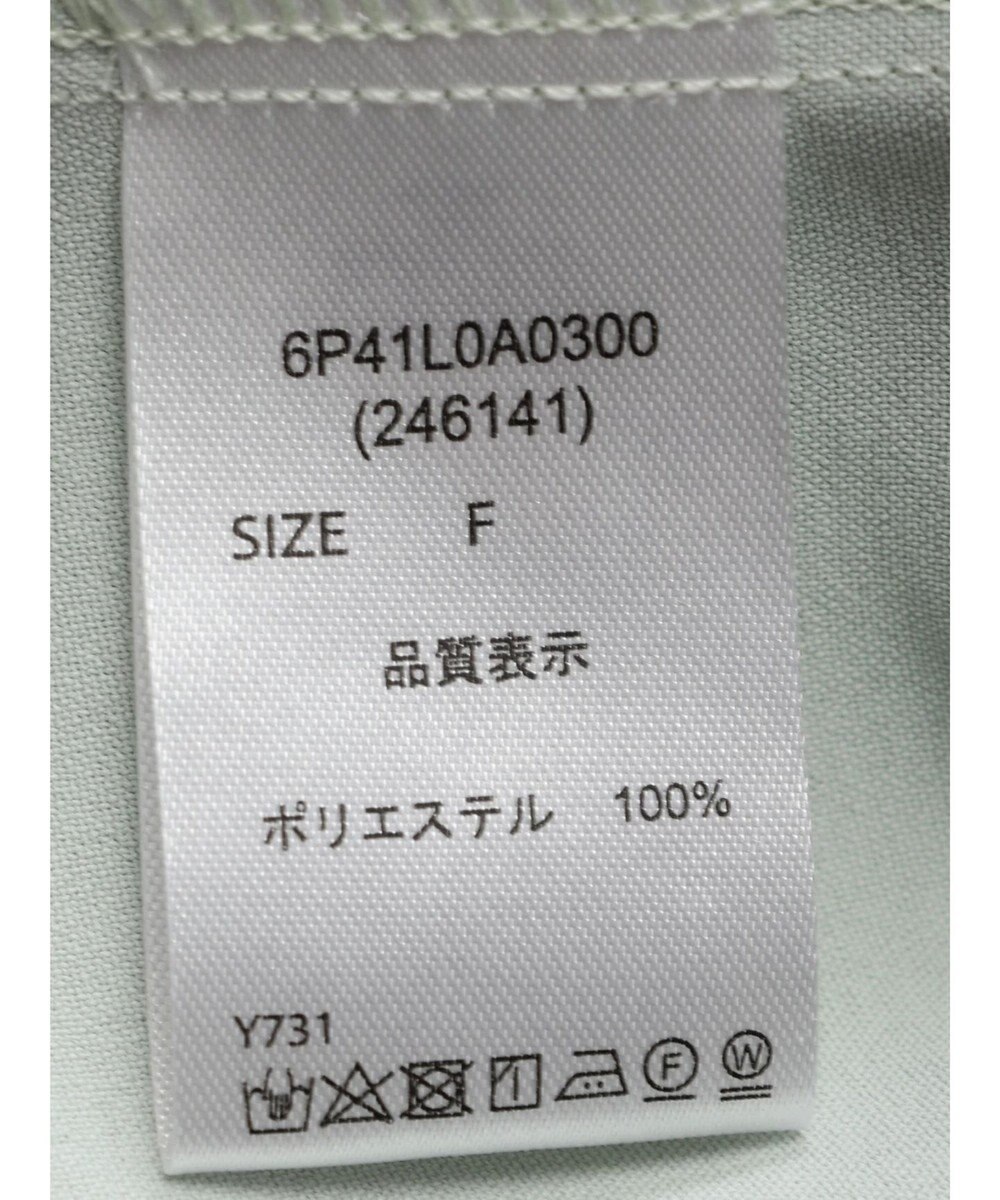 6P41L0A0300
(246141)
SIZE F
品質表示
ポリエステル 100%
Y731
F W